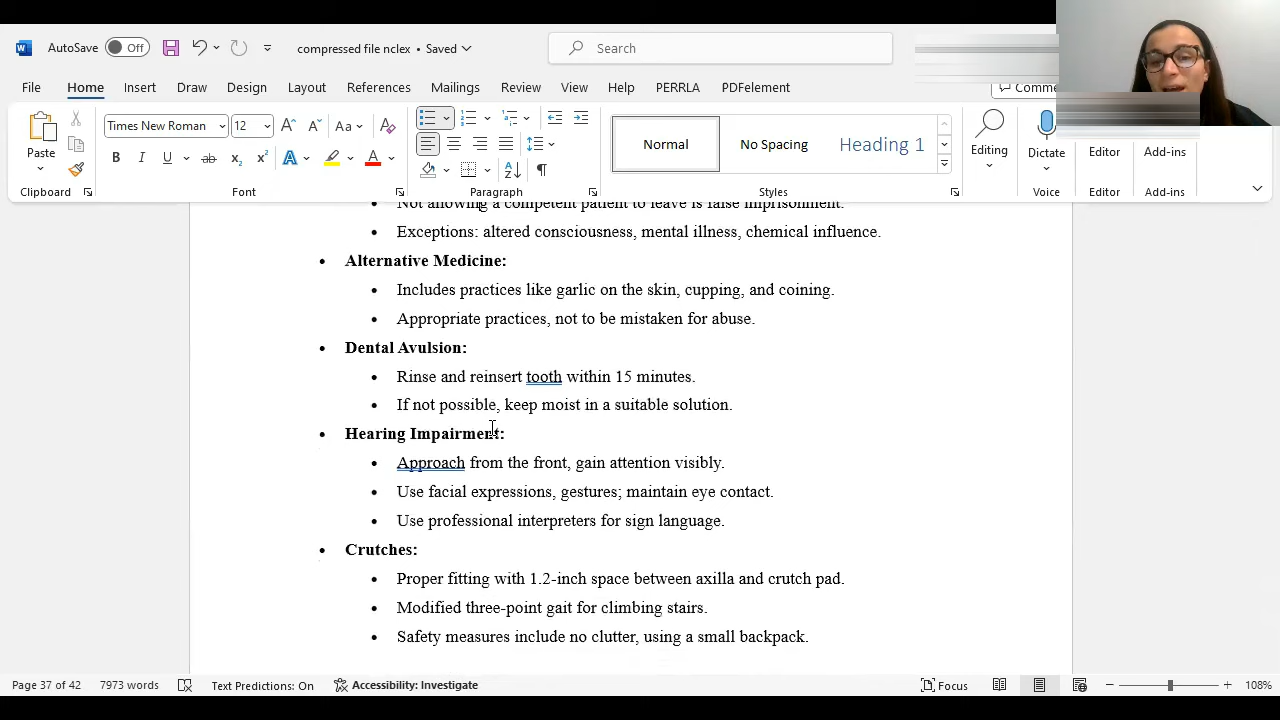 AutoSave Off compressed file nclex • Saved Search
File Home Insert Draw Design Layout References Mailings Review View Help PERRLA PDFelement Comme
Times New Roman 12 Aa Normal No Spacing Heading 1
Paste Editing Dictate Editor Add-ins
Clipboard Font Paragraph Styles Voice Editor Add-ins
Not allowing a competent patient to leave is false imprisonment.
• Exceptions: altered consciousness, mental illness, chemical influence.
• Alternative Medicine:
• Includes practices like garlic on the skin, cupping, and coining.
• Appropriate practices, not to be mistaken for abuse.
• Dental Avulsion:
• Rinse and reinsert tooth within 15 minutes.
• If not possible, keep moist in a suitable solution.
• Hearing Impairment:
• Approach from the front, gain attention visibly.
• Use facial expressions, gestures; maintain eye contact.
• Use professional interpreters for sign language.
• Crutches:
• Proper fitting with 1.2-inch space between axilla and crutch pad.
• Modified three-point gait for climbing stairs.
• Safety measures include no clutter, using a small backpack.
Page 37 of 42 7973 words Text Predictions: On Accessibility: Investigate Focus 108%